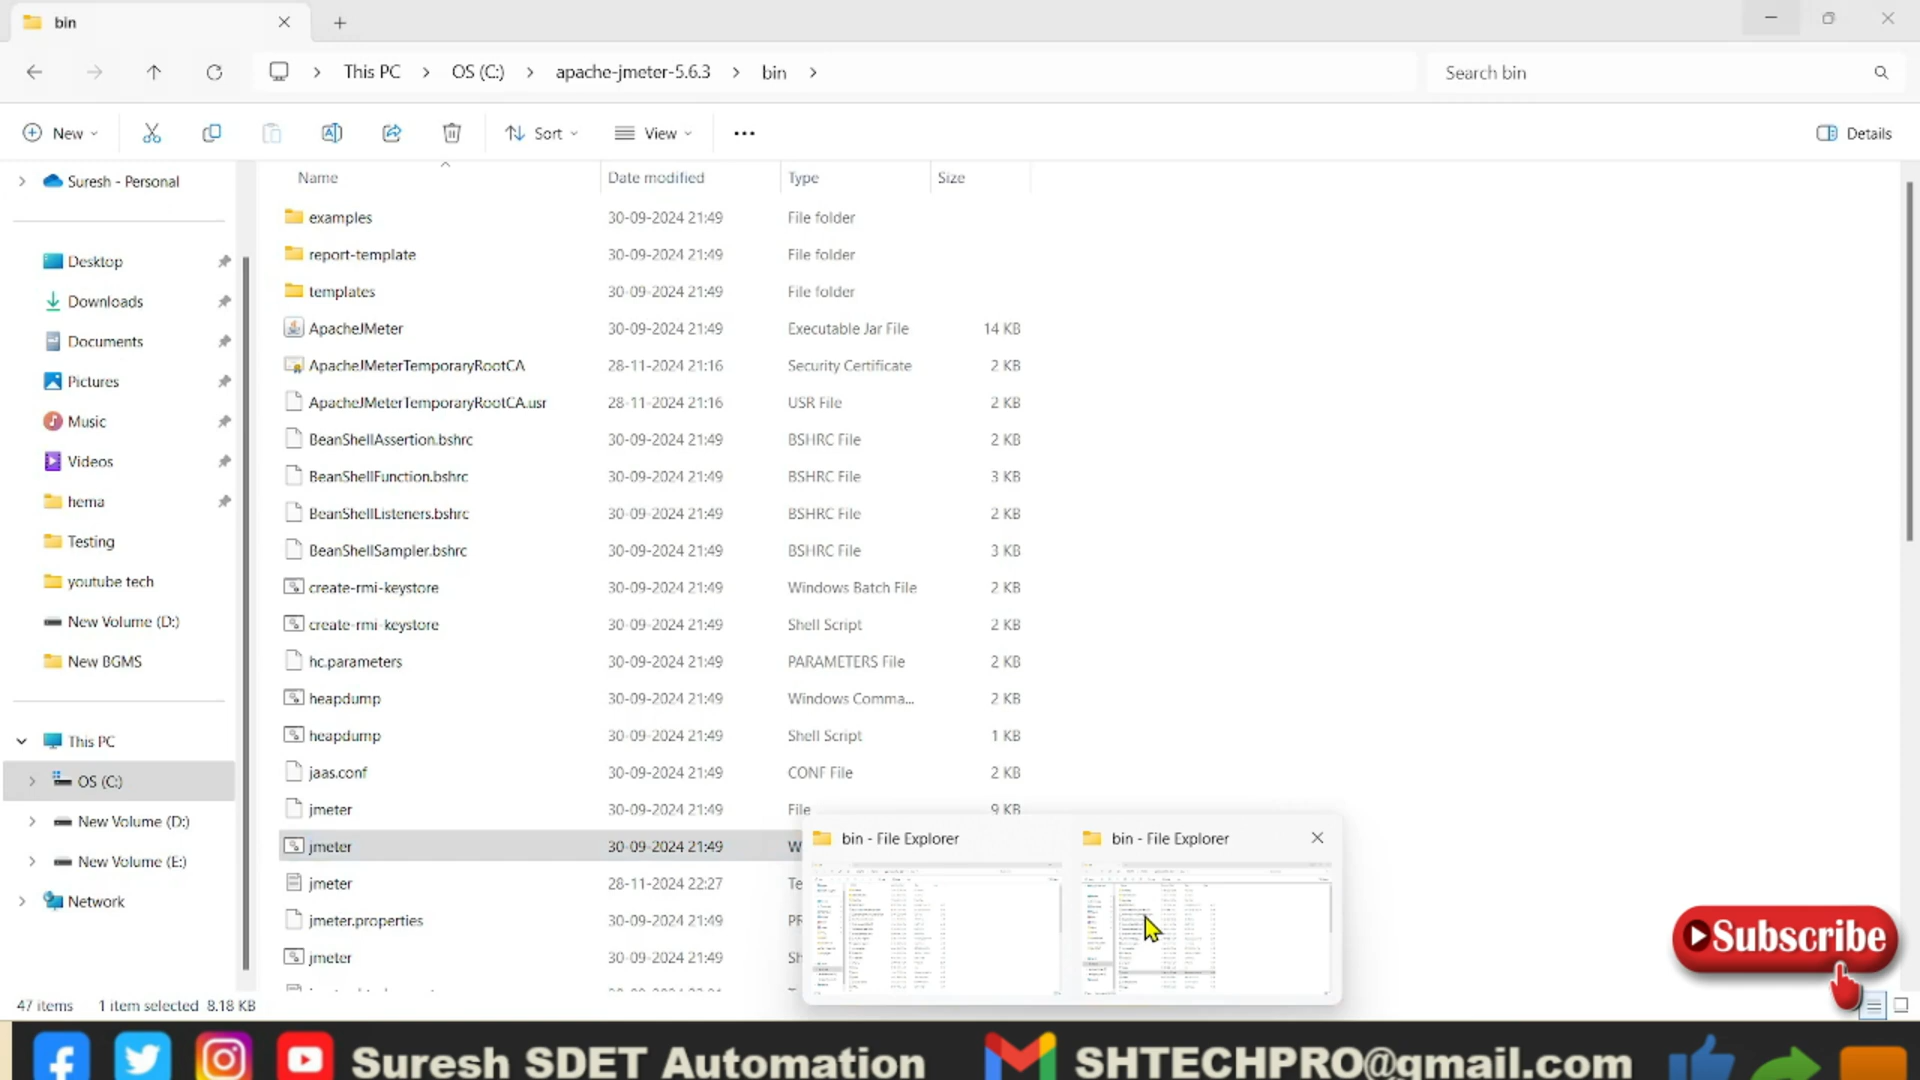 bin
This PC > OS (C:) > apache-jmeter-5.6.3 > bin >
Search bin
New
Sort
View
Details
Suresh - Personal
Desktop
Downloads
Documents
Pictures
Music
Videos
hema
Testing
youtube tech
New Volume (D:)
New BGMS
This PC
OS (C:)
New Volume (D:)
New Volume (E:)
Network
Name Date modified Type Size
examples 30-09-2024 21:49 File folder
report-template 30-09-2024 21:49 File folder
templates 30-09-2024 21:49 File folder
ApacheJMeter 30-09-2024 21:49 Executable Jar File 14 KB
ApacheJMeterTemporaryRootCA 28-11-2024 21:16 Security Certificate 2 KB
ApacheJMeterTemporaryRootCA.usr 28-11-2024 21:16 USR File 2 KB
BeanShellAssertion.bshrc 30-09-2024 21:49 BSHRC File 2 KB
BeanShellFunction.bshrc 30-09-2024 21:49 BSHRC File 3 KB
BeanShellListeners.bshrc 30-09-2024 21:49 BSHRC File 2 KB
BeanShellSampler.bshrc 30-09-2024 21:49 BSHRC File 3 KB
create-rmi-keystore 30-09-2024 21:49 Windows Batch File 2 KB
create-rmi-keystore 30-09-2024 21:49 Shell Script 2 KB
hc.parameters 30-09-2024 21:49 PARAMETERS File 2 KB
heapdump 30-09-2024 21:49 Windows Comma... 2 KB
heapdump 30-09-2024 21:49 Shell Script 1 KB
jaas.conf 30-09-2024 21:49 CONF File 2 KB
jmeter 30-09-2024 21:49 File 9 KB
jmeter 30-09-2024 21:49 W
jmeter 28-11-2024 22:27 Te
jmeter.properties 30-09-2024 21:49 PR
jmeter 30-09-2024 21:49 Sh
bin - File Explorer
bin - File Explorer
Subscribe
47 items 1 item selected 8.18 KB
Suresh SDET Automation
SHTECHPRO@gmail.com